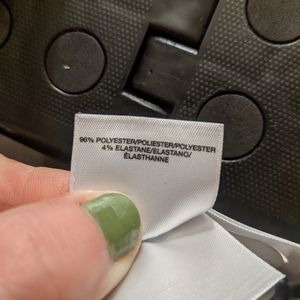 96% POLYESTER/POLIESTER/POLYESTER
4% ELASTANE/ELASTANO/
ÉLASTHANNE